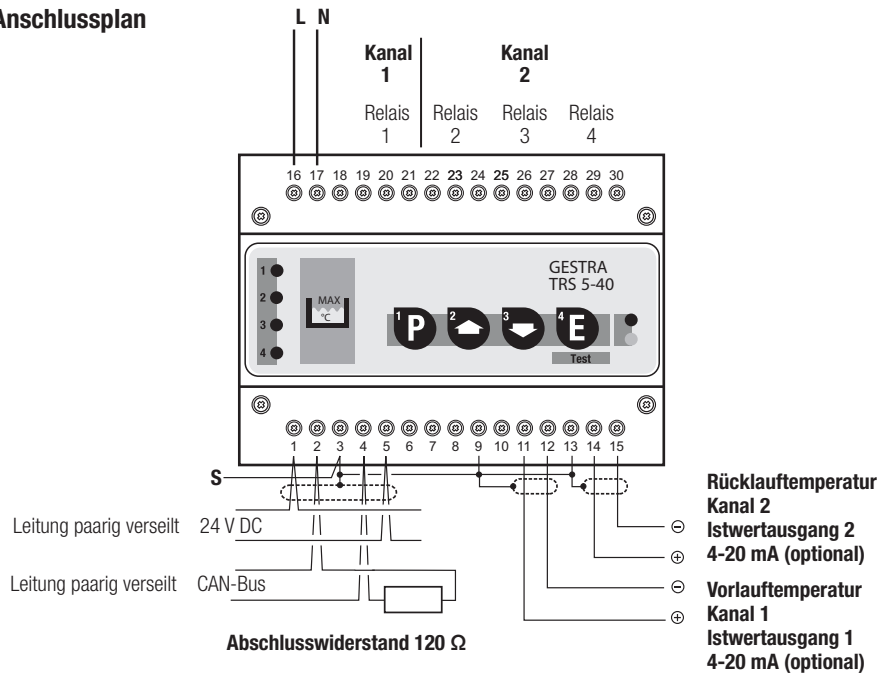 Anschlussplan
L N
Kanal 1
Kanal 2
Relais 1
Relais 2
Relais 3
Relais 4
16 17 18 19 20 21 22 23 24 25 26 27 28 29 30
GESTRA
TRS 5-40
1
2
3
4
MAX
°C
1 P
2
3
4 E
Test
1 2 3 4 5 6 7 8 9 10 11 12 13 14 15
S
Leitung paarig verseilt 24 V DC
Leitung paarig verseilt CAN-Bus
Abschlusswiderstand 120 Ω
Rücklauftemperatur
Kanal 2
Istwertausgang 2
4-20 mA (optional)
Vorlauftemperatur
Kanal 1
Istwertausgang 1
4-20 mA (optional)